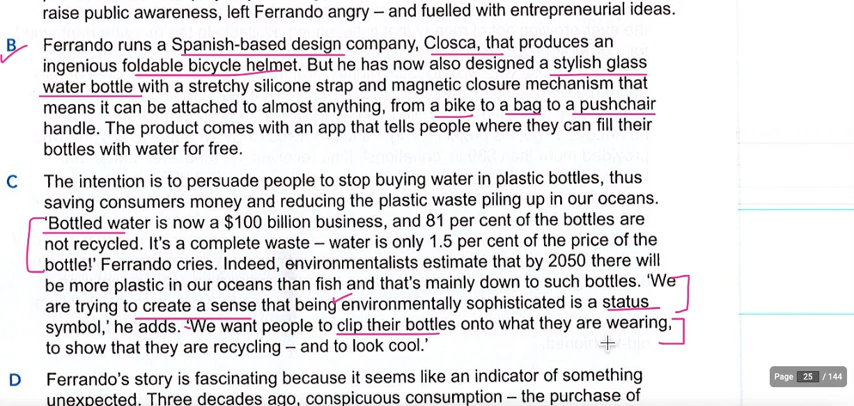 raise public awareness, left Ferrando angry – and fuelled with entrepreneurial ideas.
B Ferrando runs a Spanish-based design company, Closca, that produces an
ingenious foldable bicycle helmet. But he has now also designed a stylish glass
water bottle with a stretchy silicone strap and magnetic closure mechanism that
means it can be attached to almost anything, from a bike to a bag to a pushchair
handle. The product comes with an app that tells people where they can fill their
bottles with water for free.
C The intention is to persuade people to stop buying water in plastic bottles, thus
saving consumers money and reducing the plastic waste piling up in our oceans.
'Bottled water is now a $100 billion business, and 81 per cent of the bottles are
not recycled. It's a complete waste – water is only 1.5 per cent of the price of the
bottle!' Ferrando cries. Indeed, environmentalists estimate that by 2050 there will
be more plastic in our oceans than fish and that's mainly down to such bottles. 'We
are trying to create a sense that being environmentally sophisticated is a status
symbol,' he adds. 'We want people to clip their bottles onto what they are wearing,
to show that they are recycling – and to look cool.'
D Ferrando's story is fascinating because it seems like an indicator of something
unexpected. Three decades ago, conspicuous consumption – the purchase of
Page 25 / 144